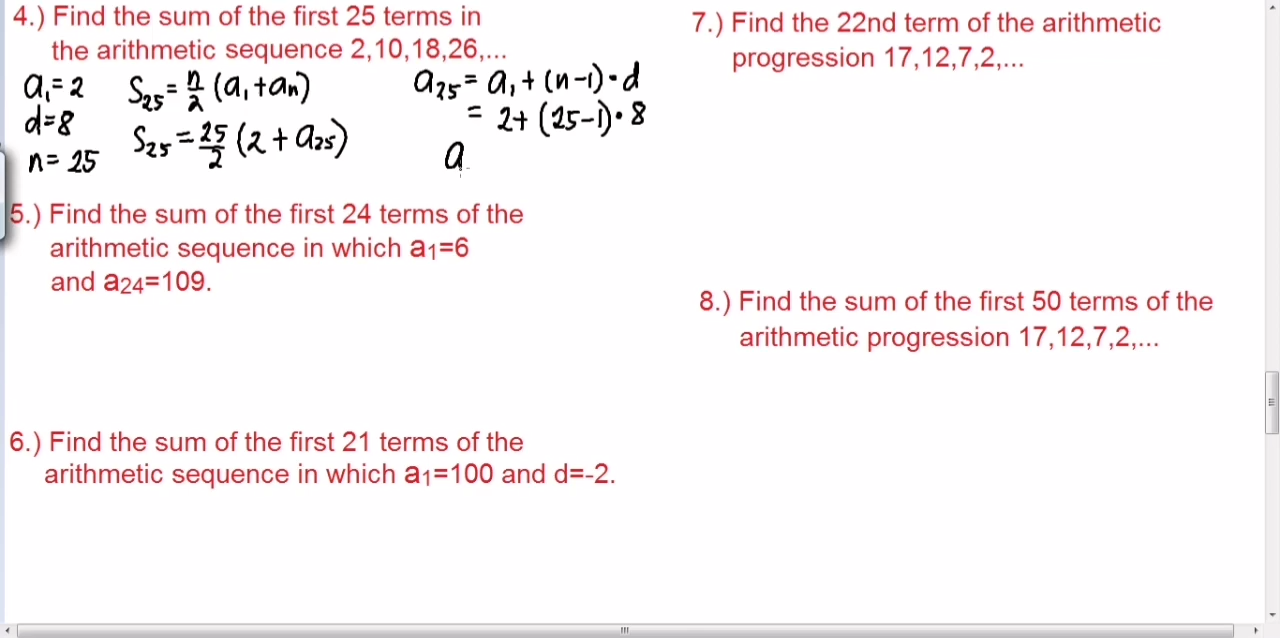 4.) Find the sum of the first 25 terms in
the arithmetic sequence 2,10,18,26,...
a₁=2
d=8
n=25
S₂₅=n/2(a₁+aₙ)
S₂₅=25/2(2+a₂₅)
a₂₅=a₁+(n-1)•d
=2+(25-1)•8
a
5.) Find the sum of the first 24 terms of the
arithmetic sequence in which a₁=6
and a₂₄=109.
6.) Find the sum of the first 21 terms of the
arithmetic sequence in which a₁=100 and d=-2.
7.) Find the 22nd term of the arithmetic
progression 17,12,7,2,...
8.) Find the sum of the first 50 terms of the
arithmetic progression 17,12,7,2,...